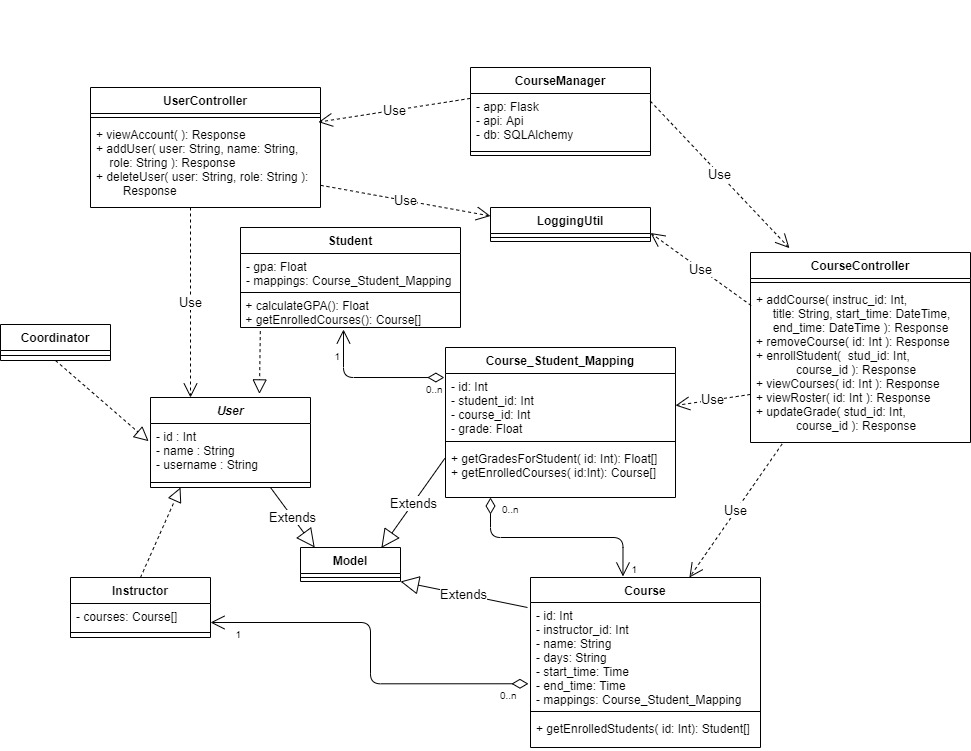 CourseManager
- app: Flask
- api: Api
- db: SQLAlchemy
UserController
+ viewAccount( ): Response
+ addUser( user: String, name: String,
role: String ): Response
+ deleteUser( user: String, role: String ):
Response
Use
Use
Use
LoggingUtil
Student
- gpa: Float
- mappings: Course_Student_Mapping
+ calculateGPA(): Float
+ getEnrolledCourses(): Course[]
CourseController
+ addCourse( instruc_id: Int,
title: String, start_time: DateTime,
end_time: DateTime ): Response
+ removeCourse( id: Int ): Response
+ enrollStudent(  stud_id: Int,
course_id ): Response
+ viewCourses( id: Int ): Response
+ viewRoster( id: Int ): Response
+ updateGrade( stud_id: Int,
course_id ): Response
Use
Use
Coordinator
1
0..n
Course_Student_Mapping
- id: Int
- student_id: Int
- course_id: Int
- grade: Float
+ getGradesForStudent( id: Int): Float[]
+ getEnrolledCourses( id:Int): Course[]
Use
User
- id : Int
- name : String
- username : String
Extends
Extends
0..n
Use
Model
1
Instructor
- courses: Course[]
Extends
Course
- id: Int
- instructor_id: Int
- name: String
- days: String
- start_time: Time
- end_time: Time
- mappings: Course_Student_Mapping
+ getEnrolledStudents( id: Int): Student[]
1
0..n